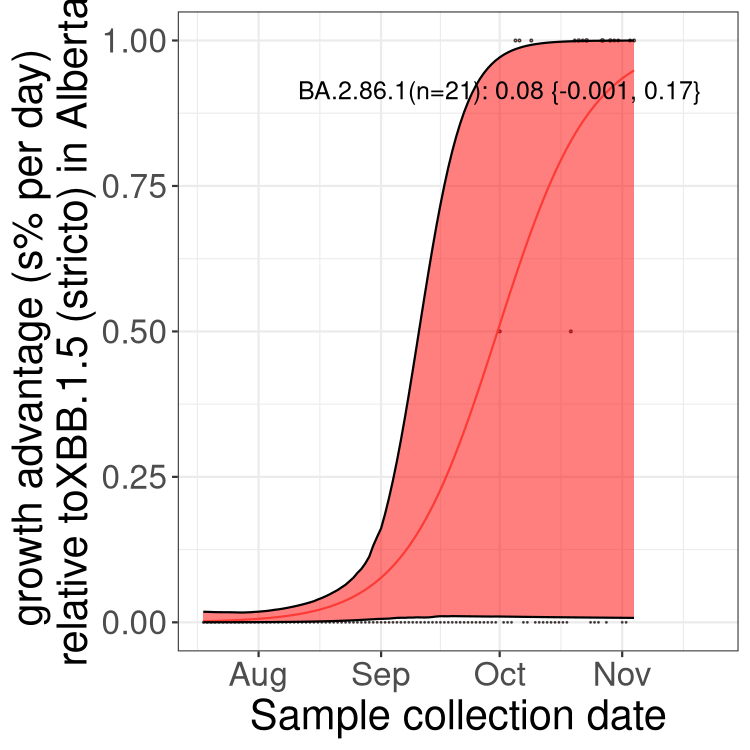 growth advantage (s% per day)
relative toXBB.1.5 (stricto) in Alberta
1.00
0.75
0.50
0.25
0.00
BA.2.86.1(n=21): 0.08 {-0.001, 0.17}
Aug Sep Oct Nov
Sample collection date